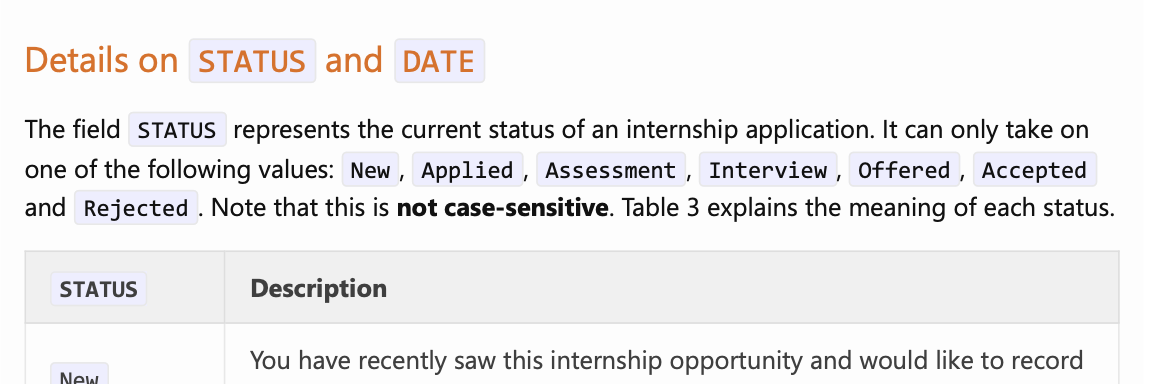 Details on STATUS and DATE
The field STATUS represents the current status of an internship application. It can only take on
one of the following values: New, Applied, Assessment, Interview, Offered, Accepted
and Rejected. Note that this is not case-sensitive. Table 3 explains the meaning of each status.
STATUS Description
You have recently saw this internship opportunity and would like to record
New